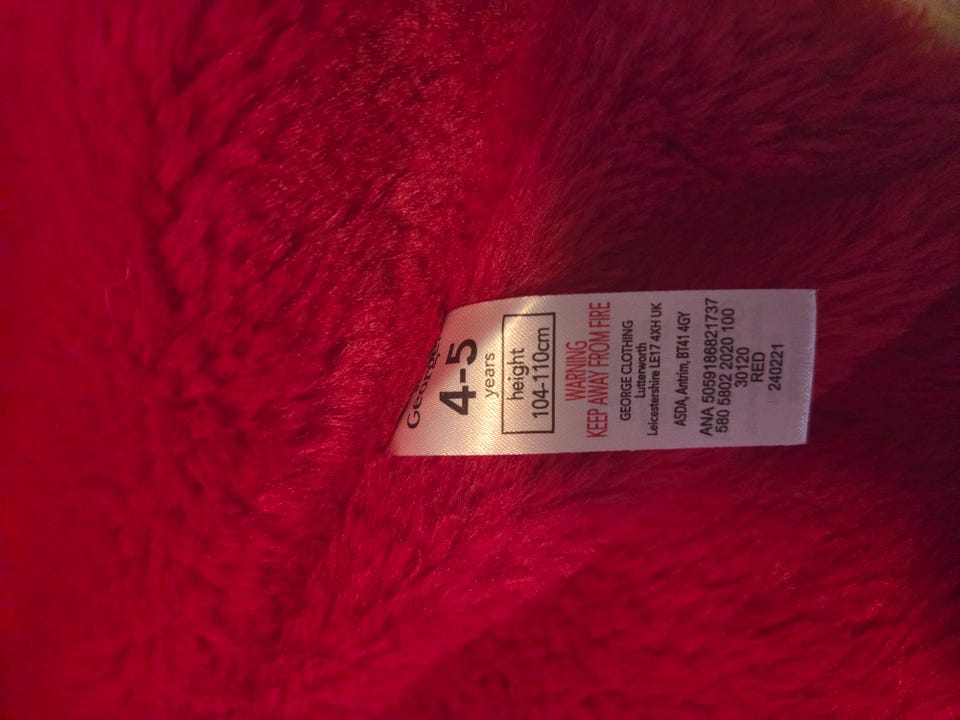 George
4-5
years
height
104-110cm
WARNING
KEEP AWAY FROM FIRE
GEORGE CLOTHING
Lutterworth
Leicestershire LE17 4XH UK
ASDA, Antrim, BT41 4GY
ANA 5059186821737
580 5802 2020 100
30120
RED
240221